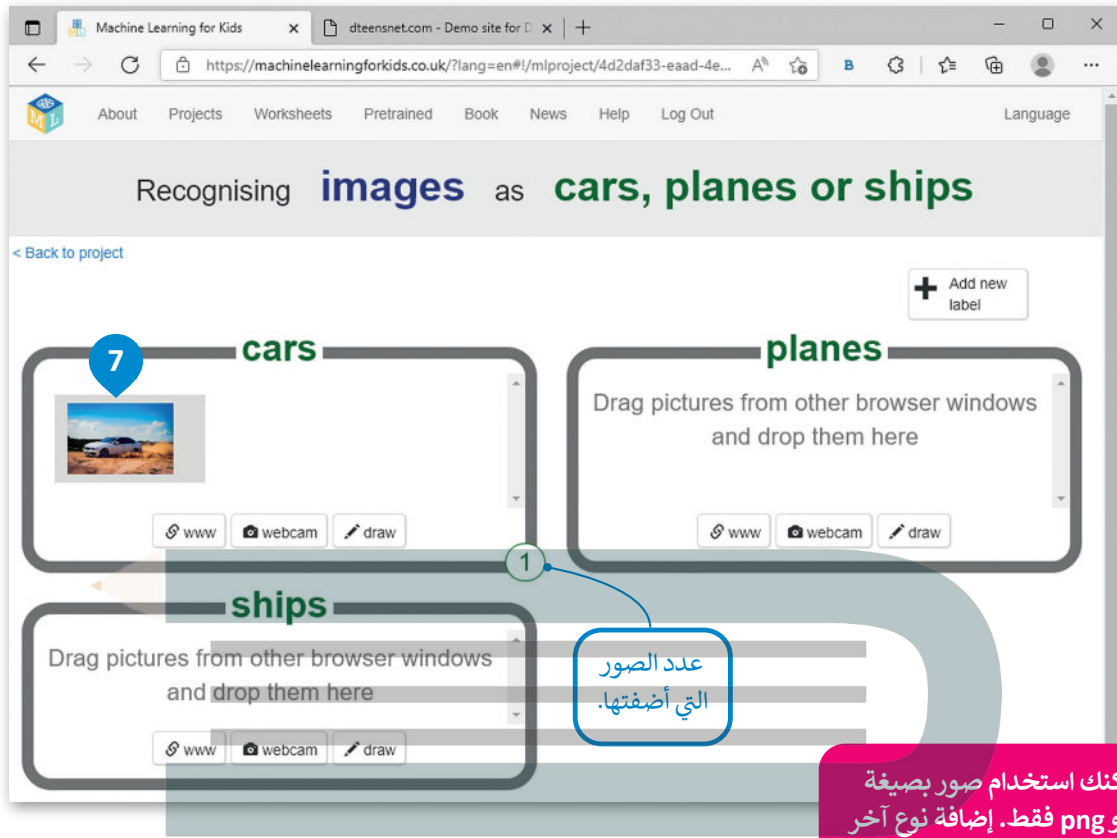 Machine Learning for Kids
dteensnet.com - Demo site for D
https://machinelearningforkids.co.uk/?lang=en#!/mlproject/4d2daf33-eaad-4e...
About Projects Worksheets Pretrained Book News Help Log Out Language
Recognising images as cars, planes or ships
< Back to project
Add new
label
cars
7
www webcam draw
1
planes
Drag pictures from other browser windows
and drop them here
www webcam draw
ships
Drag pictures from other browser windows
and drop them here
www webcam draw
عدد الصور
التي أضفتها.
استخدام صور بصيغة
png فقط. إضافة نوع آخر